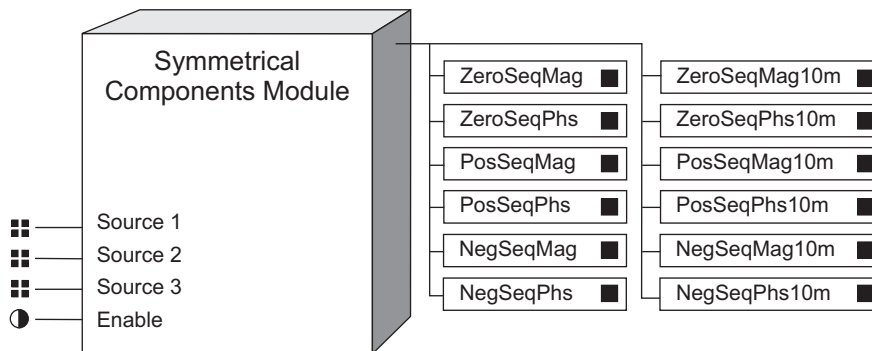 Symmetrical
Components Module
Source 1
Source 2
Source 3
Enable
ZeroSeqMag
ZeroSeqPhs
PosSeqMag
PosSeqPhs
NegSeqMag
NegSeqPhs
ZeroSeqMag10m
ZeroSeqPhs10m
PosSeqMag10m
PosSeqPhs10m
NegSeqMag10m
NegSeqPhs10m